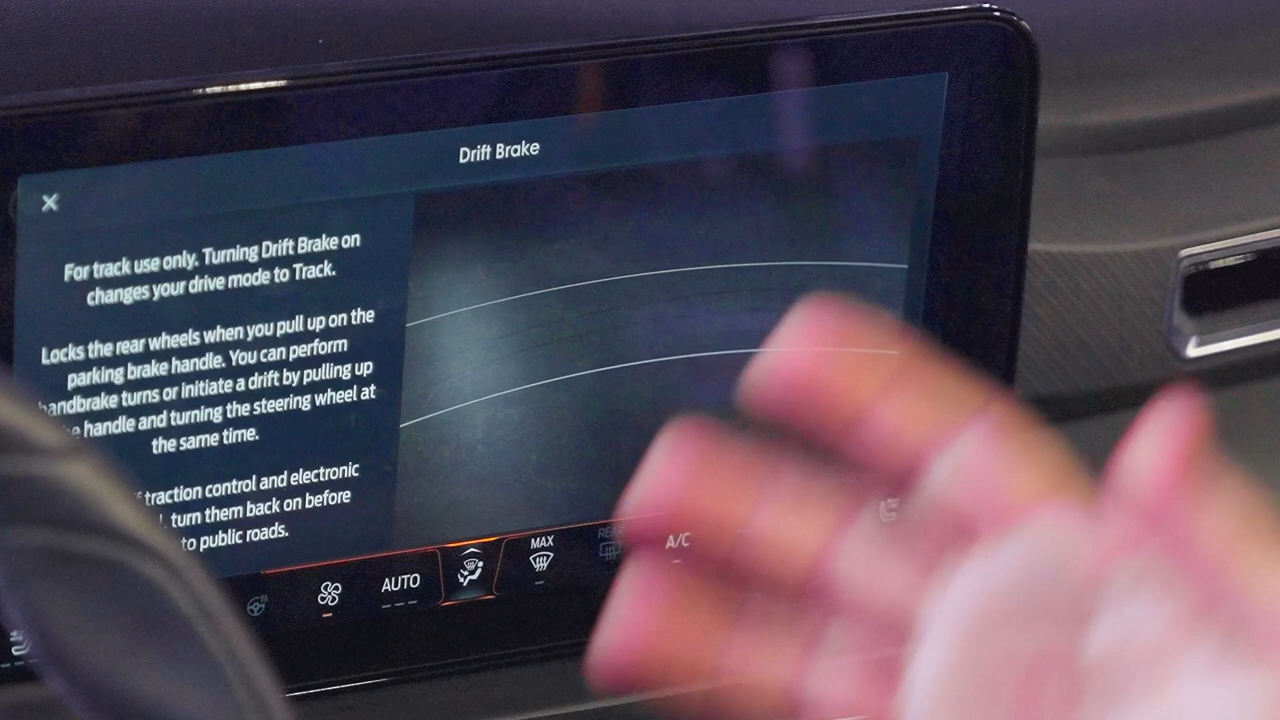 Drift Brake
For track use only. Turning Drift Brake on
changes your drive mode to Track.
Locks the rear wheels when you pull up on the
parking brake handle. You can perform
handbrake turns or initiate a drift by pulling up
handle and turning the steering wheel at
the same time.
traction control and electronic
turn them back on before
to public roads.
AUTO
MAX
REAR
A/C